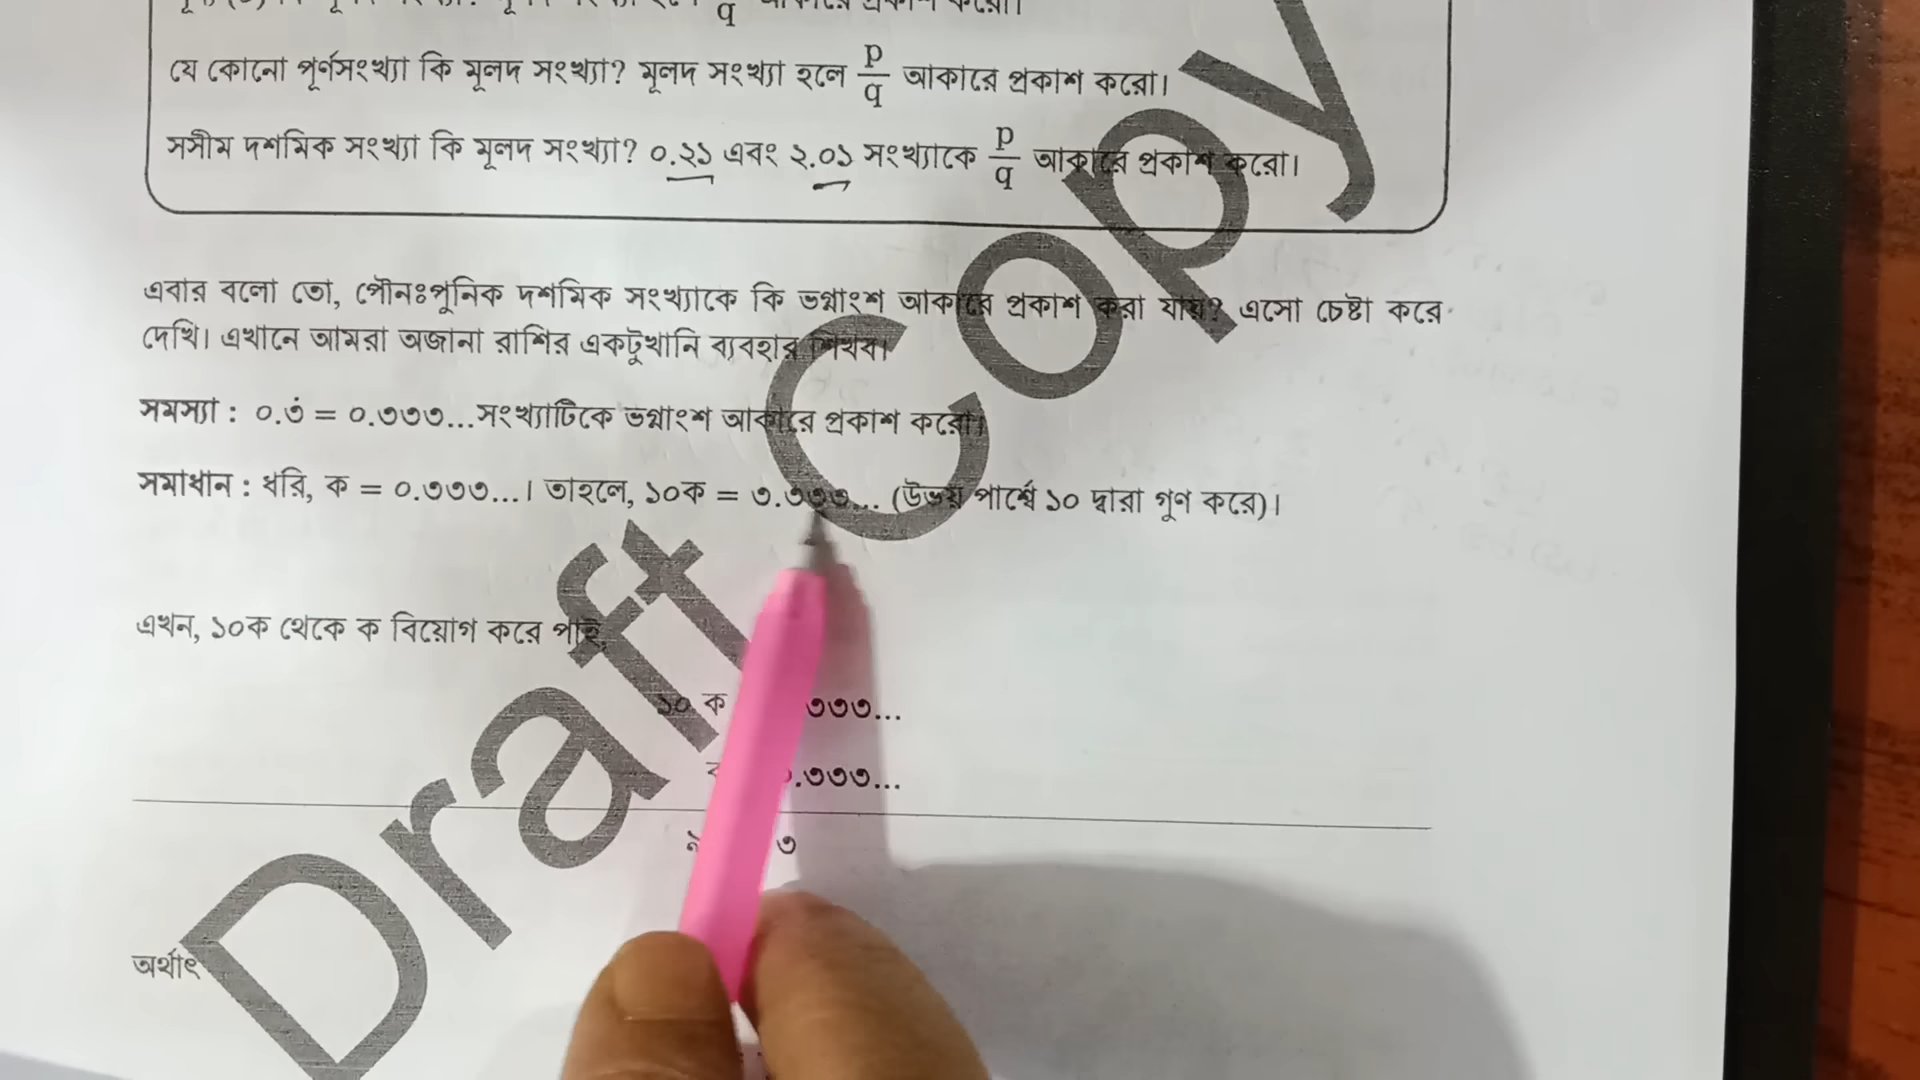 q
যে কোনো পূর্ণসংখ্যা কি মূলদ সংখ্যা? মূলদ সংখ্যা হলে p/q আকারে প্রকাশ করো।
সসীম দশমিক সংখ্যা কি মূলদ সংখ্যা? ০.২১ এবং ২.০১ সংখ্যাকে p/q আকারে প্রকাশ করো।
এবার বলো তো, পৌনঃপুনিক দশমিক সংখ্যাকে কি ভগ্নাংশ আকারে প্রকাশ করা যায়? এসো চেষ্টা করে
দেখি। এখানে আমরা অজানা রাশির একটুখানি ব্যবহার শিখব।
সমস্যা : ০.৩̇ = ০.৩৩৩...সংখ্যাটিকে ভগ্নাংশ আকারে প্রকাশ করো।
সমাধান : ধরি, ক = ০.৩৩৩...। তাহলে, ১০ক = ৩.৩৩৩... (উভয় পার্শ্বে ১০ দ্বারা গুণ করে)।
এখন, ১০ক থেকে ক বিয়োগ করে পাই,
১০ ক ৩৩৩...
.৩৩৩...
৩
অর্থাৎ
Draft Copy